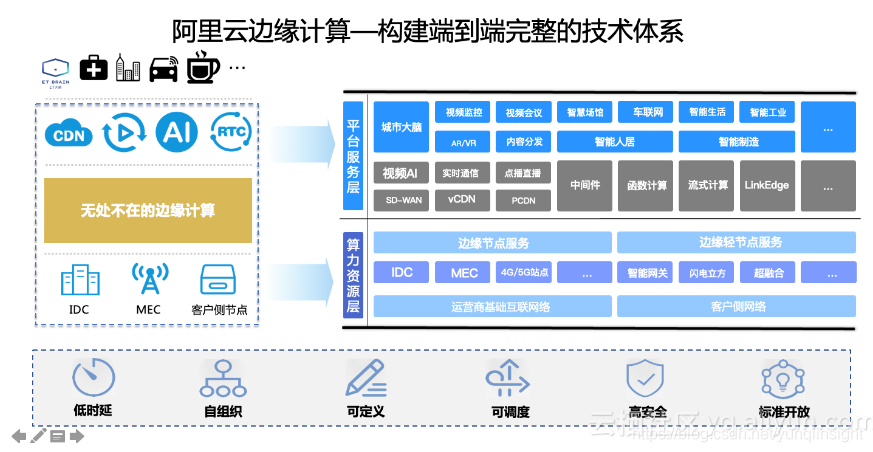 阿里云边缘计算—构建端到端完整的技术体系
ET BRAIN
...
CDN
AI
RTC
无处不在的边缘计算
IDC
MEC
客户侧节点
平台服务层
城市大脑
视频监控
视频会议
智慧场馆
车联网
智能生活
智能工业
...
AR/VR
内容分发
智能人居
智能制造
视频AI
实时通信
点播直播
中间件
函数计算
流式计算
LinkEdge
...
SD-WAN
vCDN
PCDN
算力资源层
边缘节点服务
边缘轻节点服务
IDC
MEC
4G/5G站点
...
智能网关
闪电立方
超融合
...
运营商基础互联网络
客户侧网络
低时延
自组织
可定义
可调度
高安全
标准开放
云栖社区 yq.aliyun.com
https://blog.csdn.net/yunqiinsight